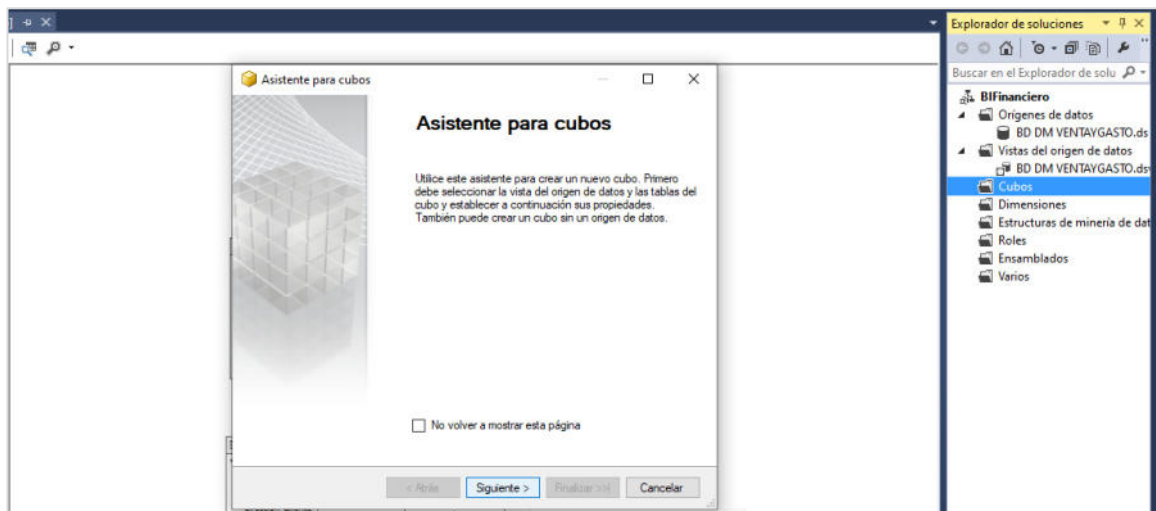 Explorador de soluciones
Buscar en el Explorador de solu
Asistente para cubos
Asistente para cubos
Utilice este asistente para crear un nuevo cubo. Primero
debe seleccionar la vista del origen de datos y las tablas del
cubo y establecer a continuación sus propiedades.
También puede crear un cubo sin un origen de datos.
No volver a mostrar esta página
< Atrás
Siguiente >
Finalizar >>|
Cancelar
BIFinanciero
Orígenes de datos
BD DM VENTAYGASTO.ds
Vistas del origen de datos
BD DM VENTAYGASTO.dsv
Cubos
Dimensiones
Estructuras de minería de dat
Roles
Ensamblados
Varios